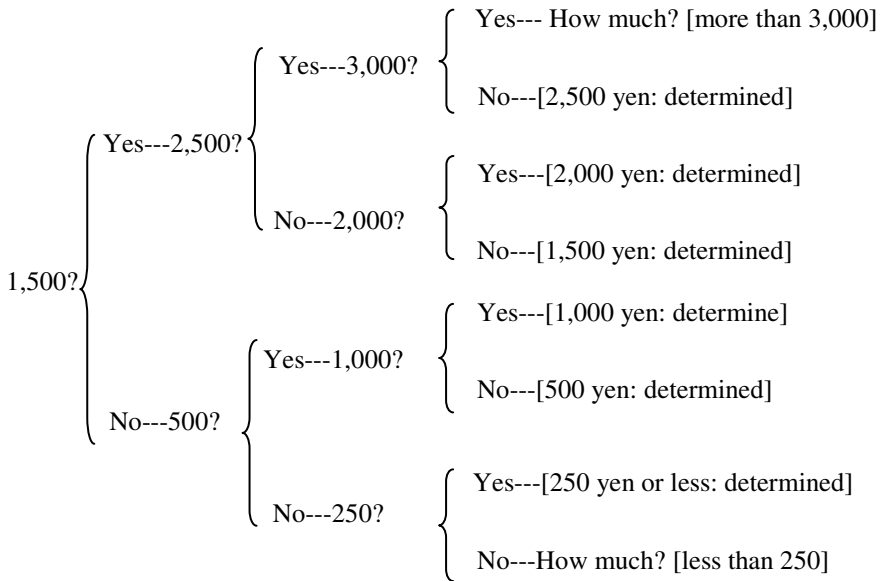 Yes--- How much? [more than 3,000]
Yes---3,000?
No---[2,500 yen: determined]
Yes---2,500?
Yes---[2,000 yen: determined]
No---2,000?
No---[1,500 yen: determined]
1,500?
Yes---[1,000 yen: determine]
Yes---1,000?
No---[500 yen: determined]
No---500?
Yes---[250 yen or less: determined]
No---250?
No---How much? [less than 250]